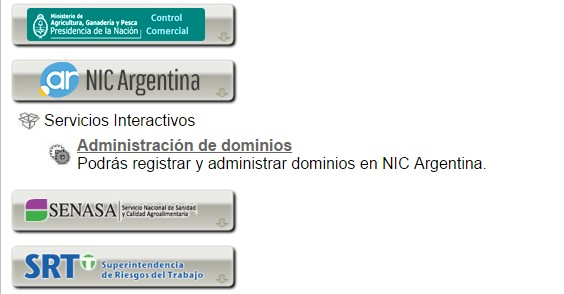 Ministerio de
Agricultura, Ganadería y Pesca
Presidencia de la Nación
Control
Comercial
.ar NIC Argentina
Servicios Interactivos
Administración de dominios
Podrás registrar y administrar dominios en NIC Argentina.
SENASA Servicio Nacional de Sanidad
y Calidad Agroalimentaria
SRT Superintendencia
de Riesgos del Trabajo